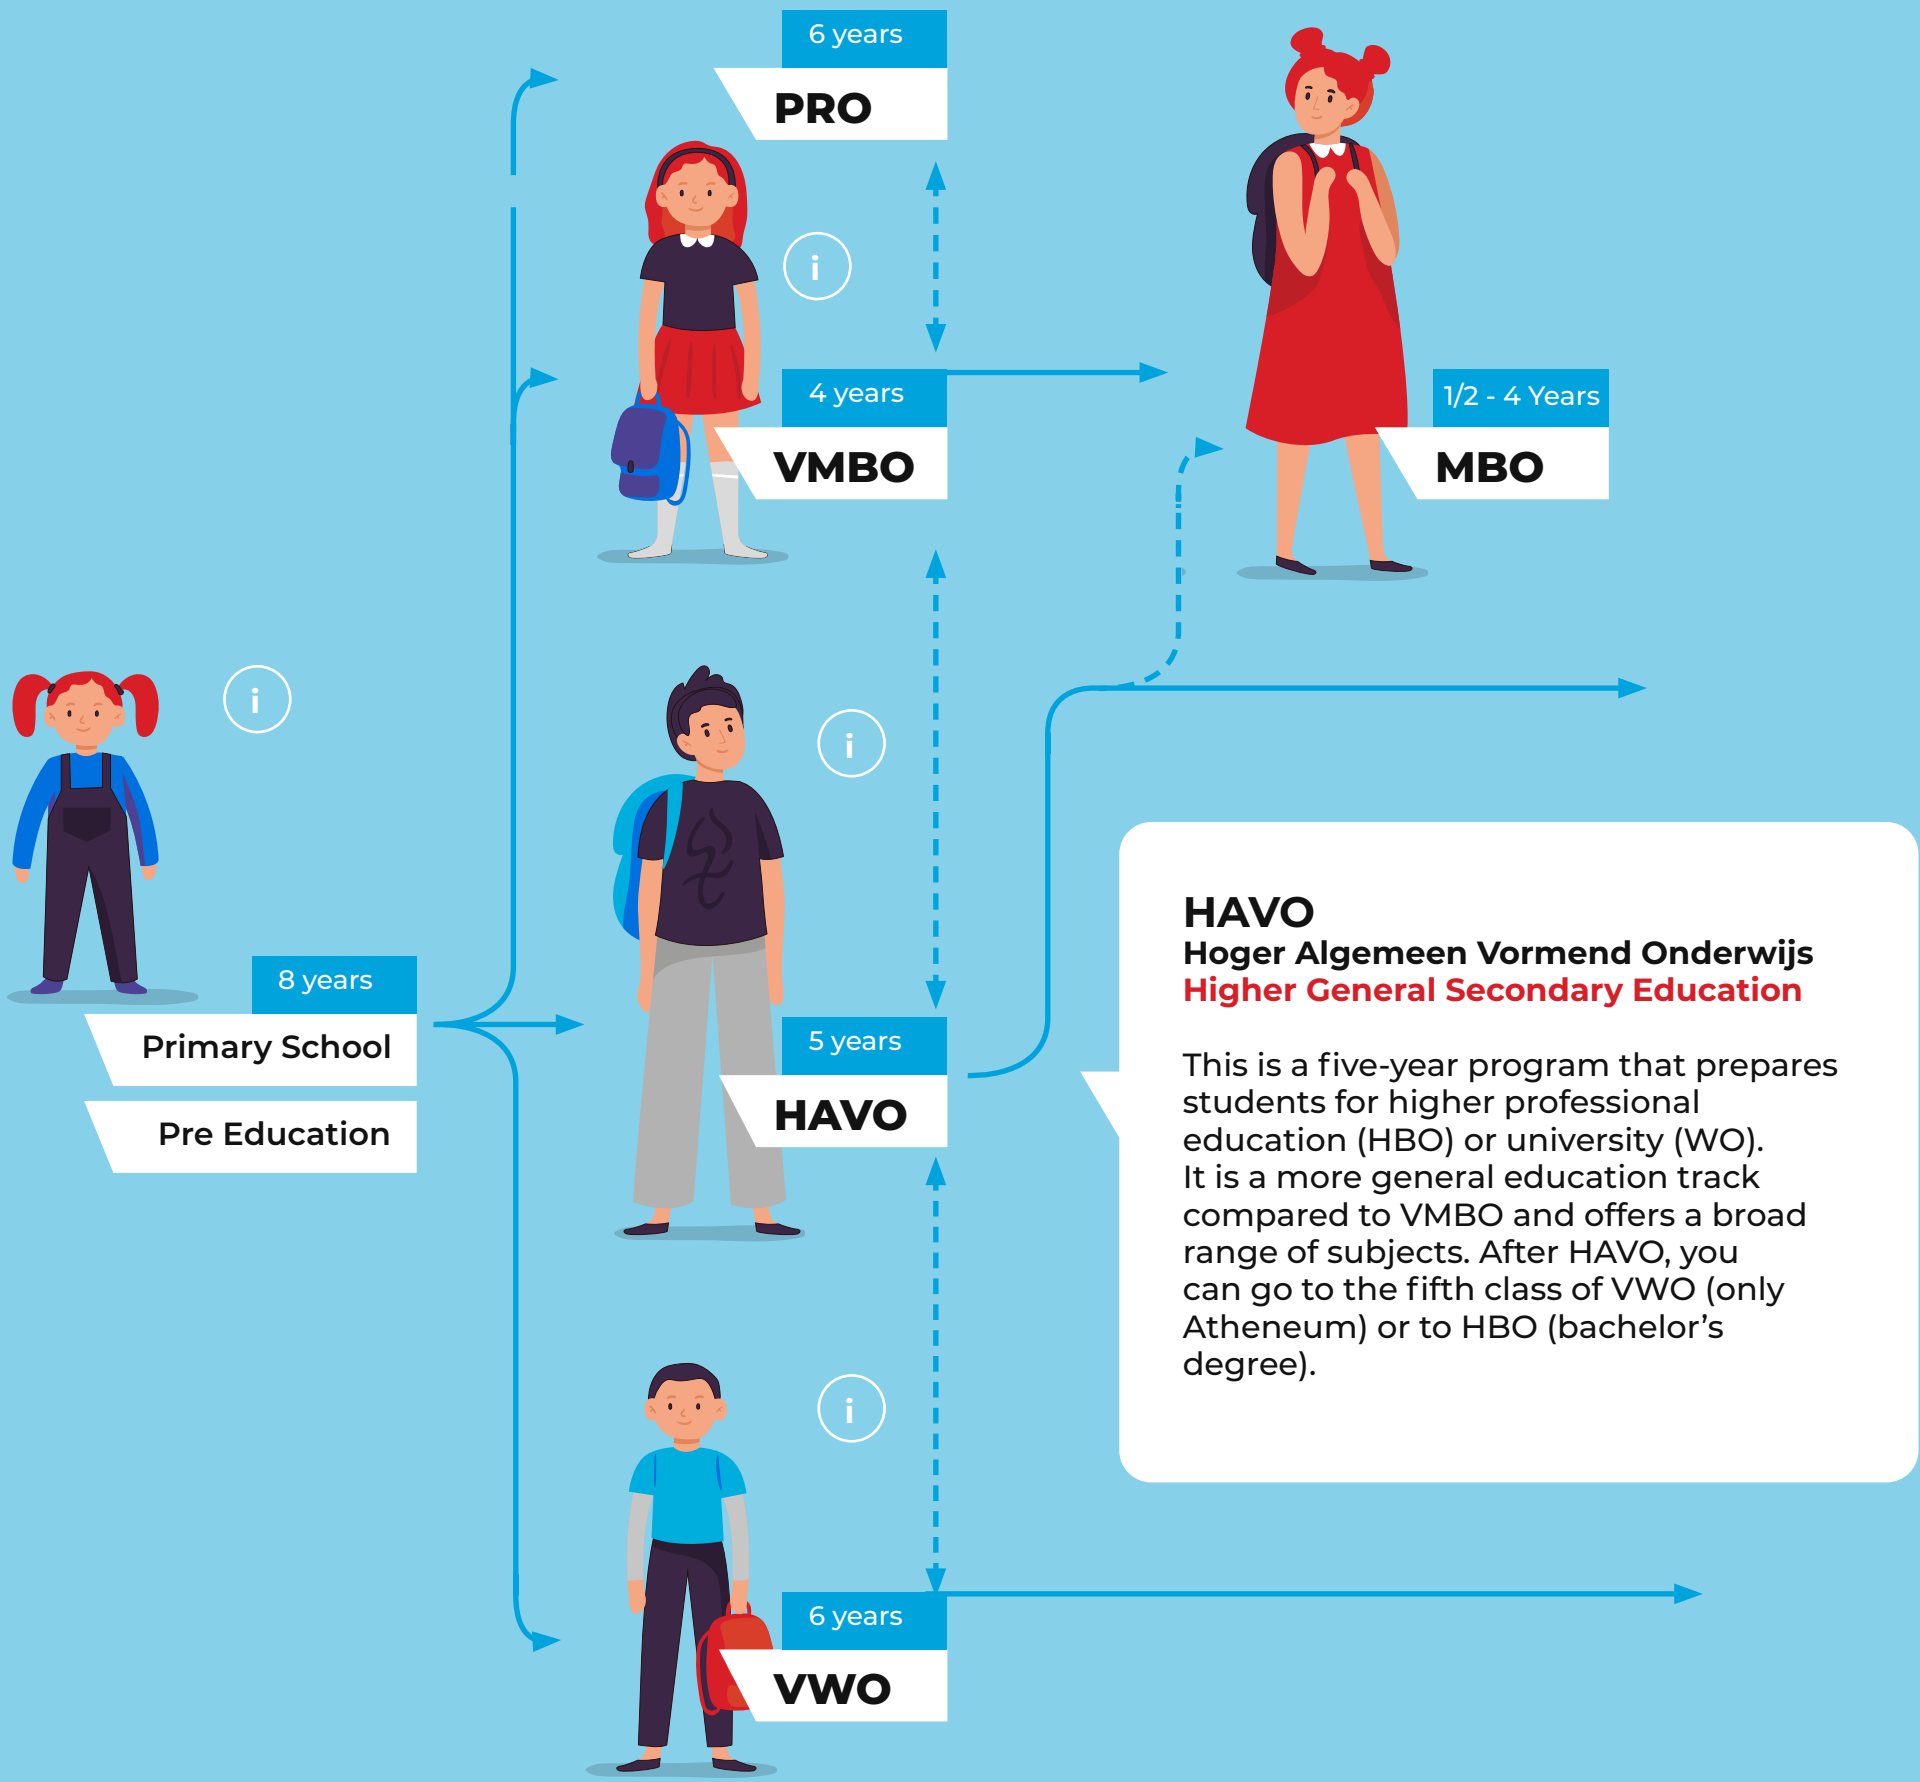 6 years
PRO
i
4 years
VMBO
1/2 - 4 Years
MBO
i
8 years
Primary School
Pre Education
i
5 years
HAVO
HAVO
Hoger Algemeen Vormend Onderwijs
Higher General Secondary Education
This is a five-year program that prepares
students for higher professional
education (HBO) or university (WO).
It is a more general education track
compared to VMBO and offers a broad
range of subjects. After HAVO, you
can go to the fifth class of VWO (only
Atheneum) or to HBO (bachelor’s
degree).
i
6 years
VWO